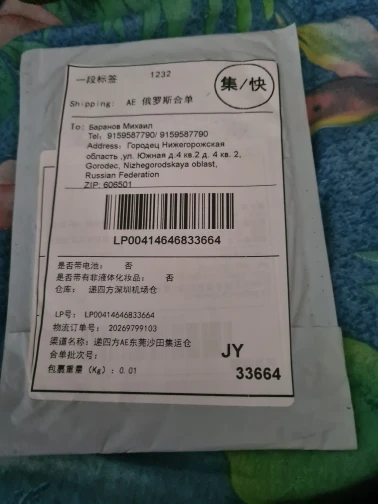 一段标签 1232
集/快
Shipping: AE 俄罗斯合单
To: Баранов Михаил
Tel: 9159587790/ 9159587790
Address: Городец Нижегорожская
область ,ул. Южная д.4 кв.2 д. 4 кв. 2,
Gorodec, Nizhegorodskaya oblast,
Russian Federation
ZIP: 606501
LP00414646833664
是否带电池: 否
是否带有非液体化妆品: 否
仓库: 递四方深圳机场仓
LP号: LP00414646833664
物流订单号: 20269799103
渠道名称: 递四方AE东莞沙田集运仓
合单批次号:
JY
包裹重量 (Kg) : 0.01
33664